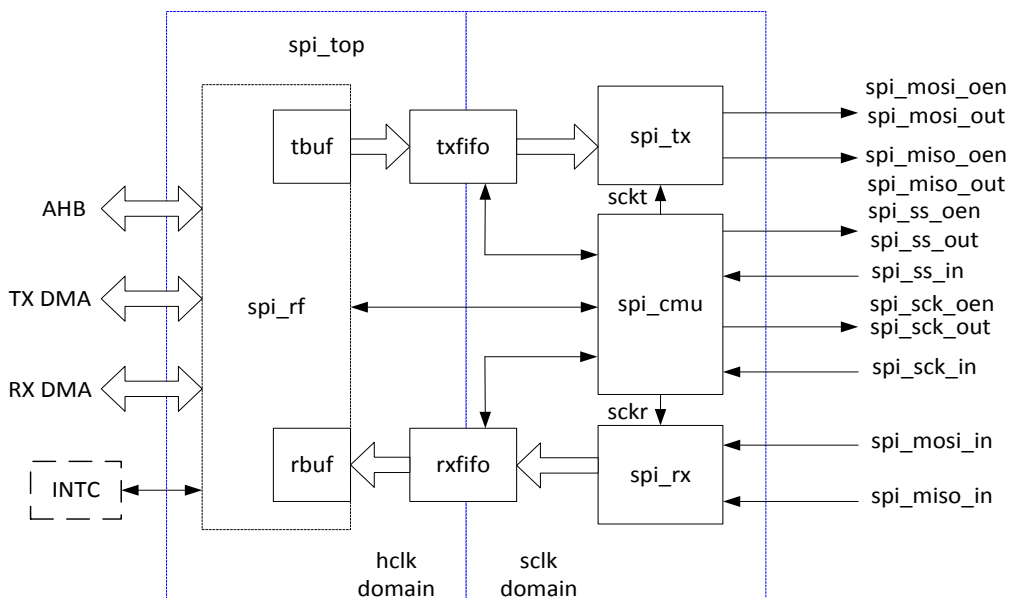 spi_top
spi_mosi_oen
spi_mosi_out
tbuf
txfifo
spi_tx
spi_miso_oen
spi_miso_out
AHB
sckt
spi_ss_oen
spi_ss_out
spi_ss_in
TX DMA
spi_rf
spi_cmu
spi_sck_oen
spi_sck_out
spi_sck_in
RX DMA
sckr
spi_mosi_in
rbuf
rxfifo
spi_rx
INTC
spi_miso_in
hclk
domain
sclk
domain